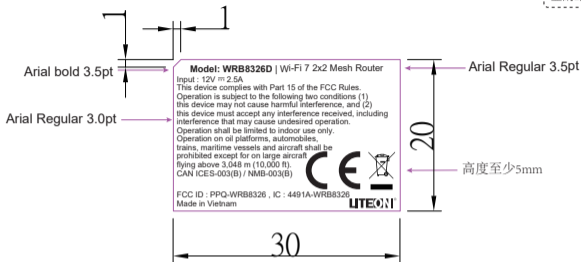 1
1
Arial bold 3.5pt
Model: WRB8326D | Wi-Fi 7 2x2 Mesh Router
Arial Regular 3.5pt
Input : 12V ⎓ 2.5A
This device complies with Part 15 of the FCC Rules.
Operation is subject to the following two conditions (1)
this device may not cause harmful interference, and (2)
this device must accept any interference received, including
interference that may cause undesired operation.
Arial Regular 3.0pt
Operation shall be limited to indoor use only.
Operation on oil platforms, automobiles,
trains, maritime vessels and aircraft shall be
prohibited except for on large aircraft
flying above 3,048 m (10,000 ft).
CAN ICES-003(B) / NMB-003(B)
CE
20
高度至少5mm
FCC ID : PPQ-WRB8326 , IC : 4491A-WRB8326
Made in Vietnam
LITEON
30